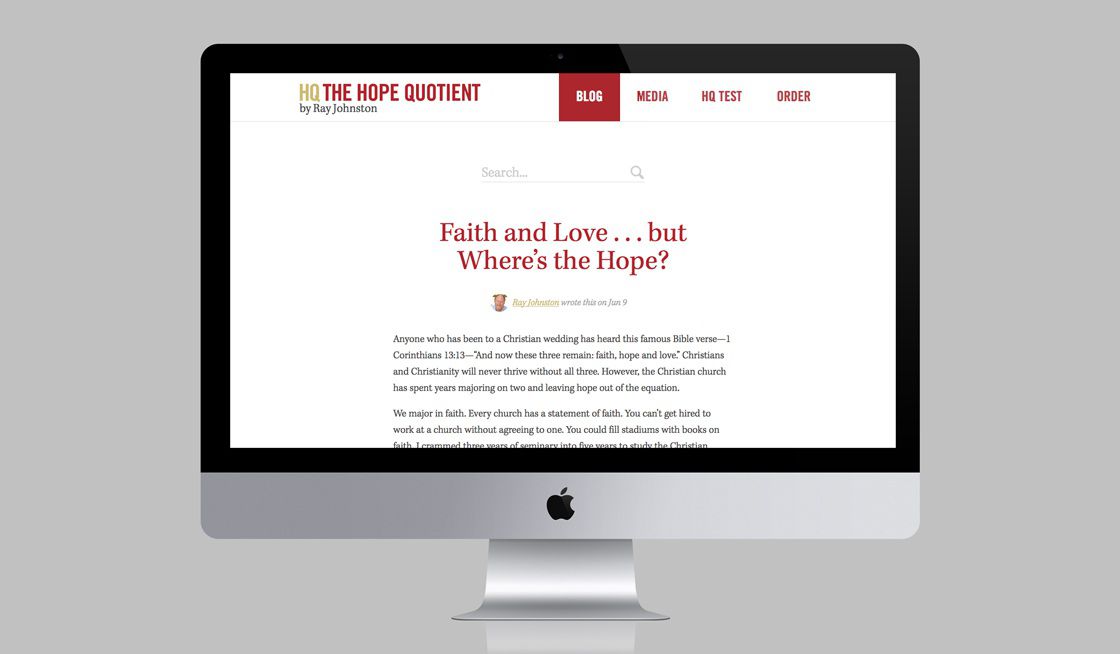 HQ THE HOPE QUOTIENT
by Ray Johnston
BLOG MEDIA HQ TEST ORDER
Search...
Faith and Love . . . but
Where’s the Hope?
Ray Johnston wrote this on Jun 9
Anyone who has been to a Christian wedding has heard this famous Bible verse—1
Corinthians 13:13—“And now these three remain: faith, hope and love.” Christians
and Christianity will never thrive without all three. However, the Christian church
has spent years majoring on two and leaving hope out of the equation.
We major in faith. Every church has a statement of faith. You can’t get hired to
work at a church without agreeing to one. You could fill stadiums with books on
faith. I crammed three years of seminary into five years to study the Christian